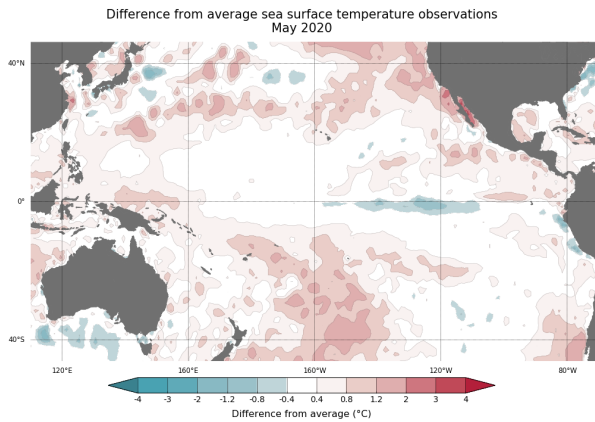 Difference from average sea surface temperature observations
May 2020
40°N
0°
40°S
120°E 160°E 160°W 120°W 80°W
-4 -3 -2 -1.2 -0.8 -0.4 0.4 0.8 1.2 2 3 4
Difference from average (°C)